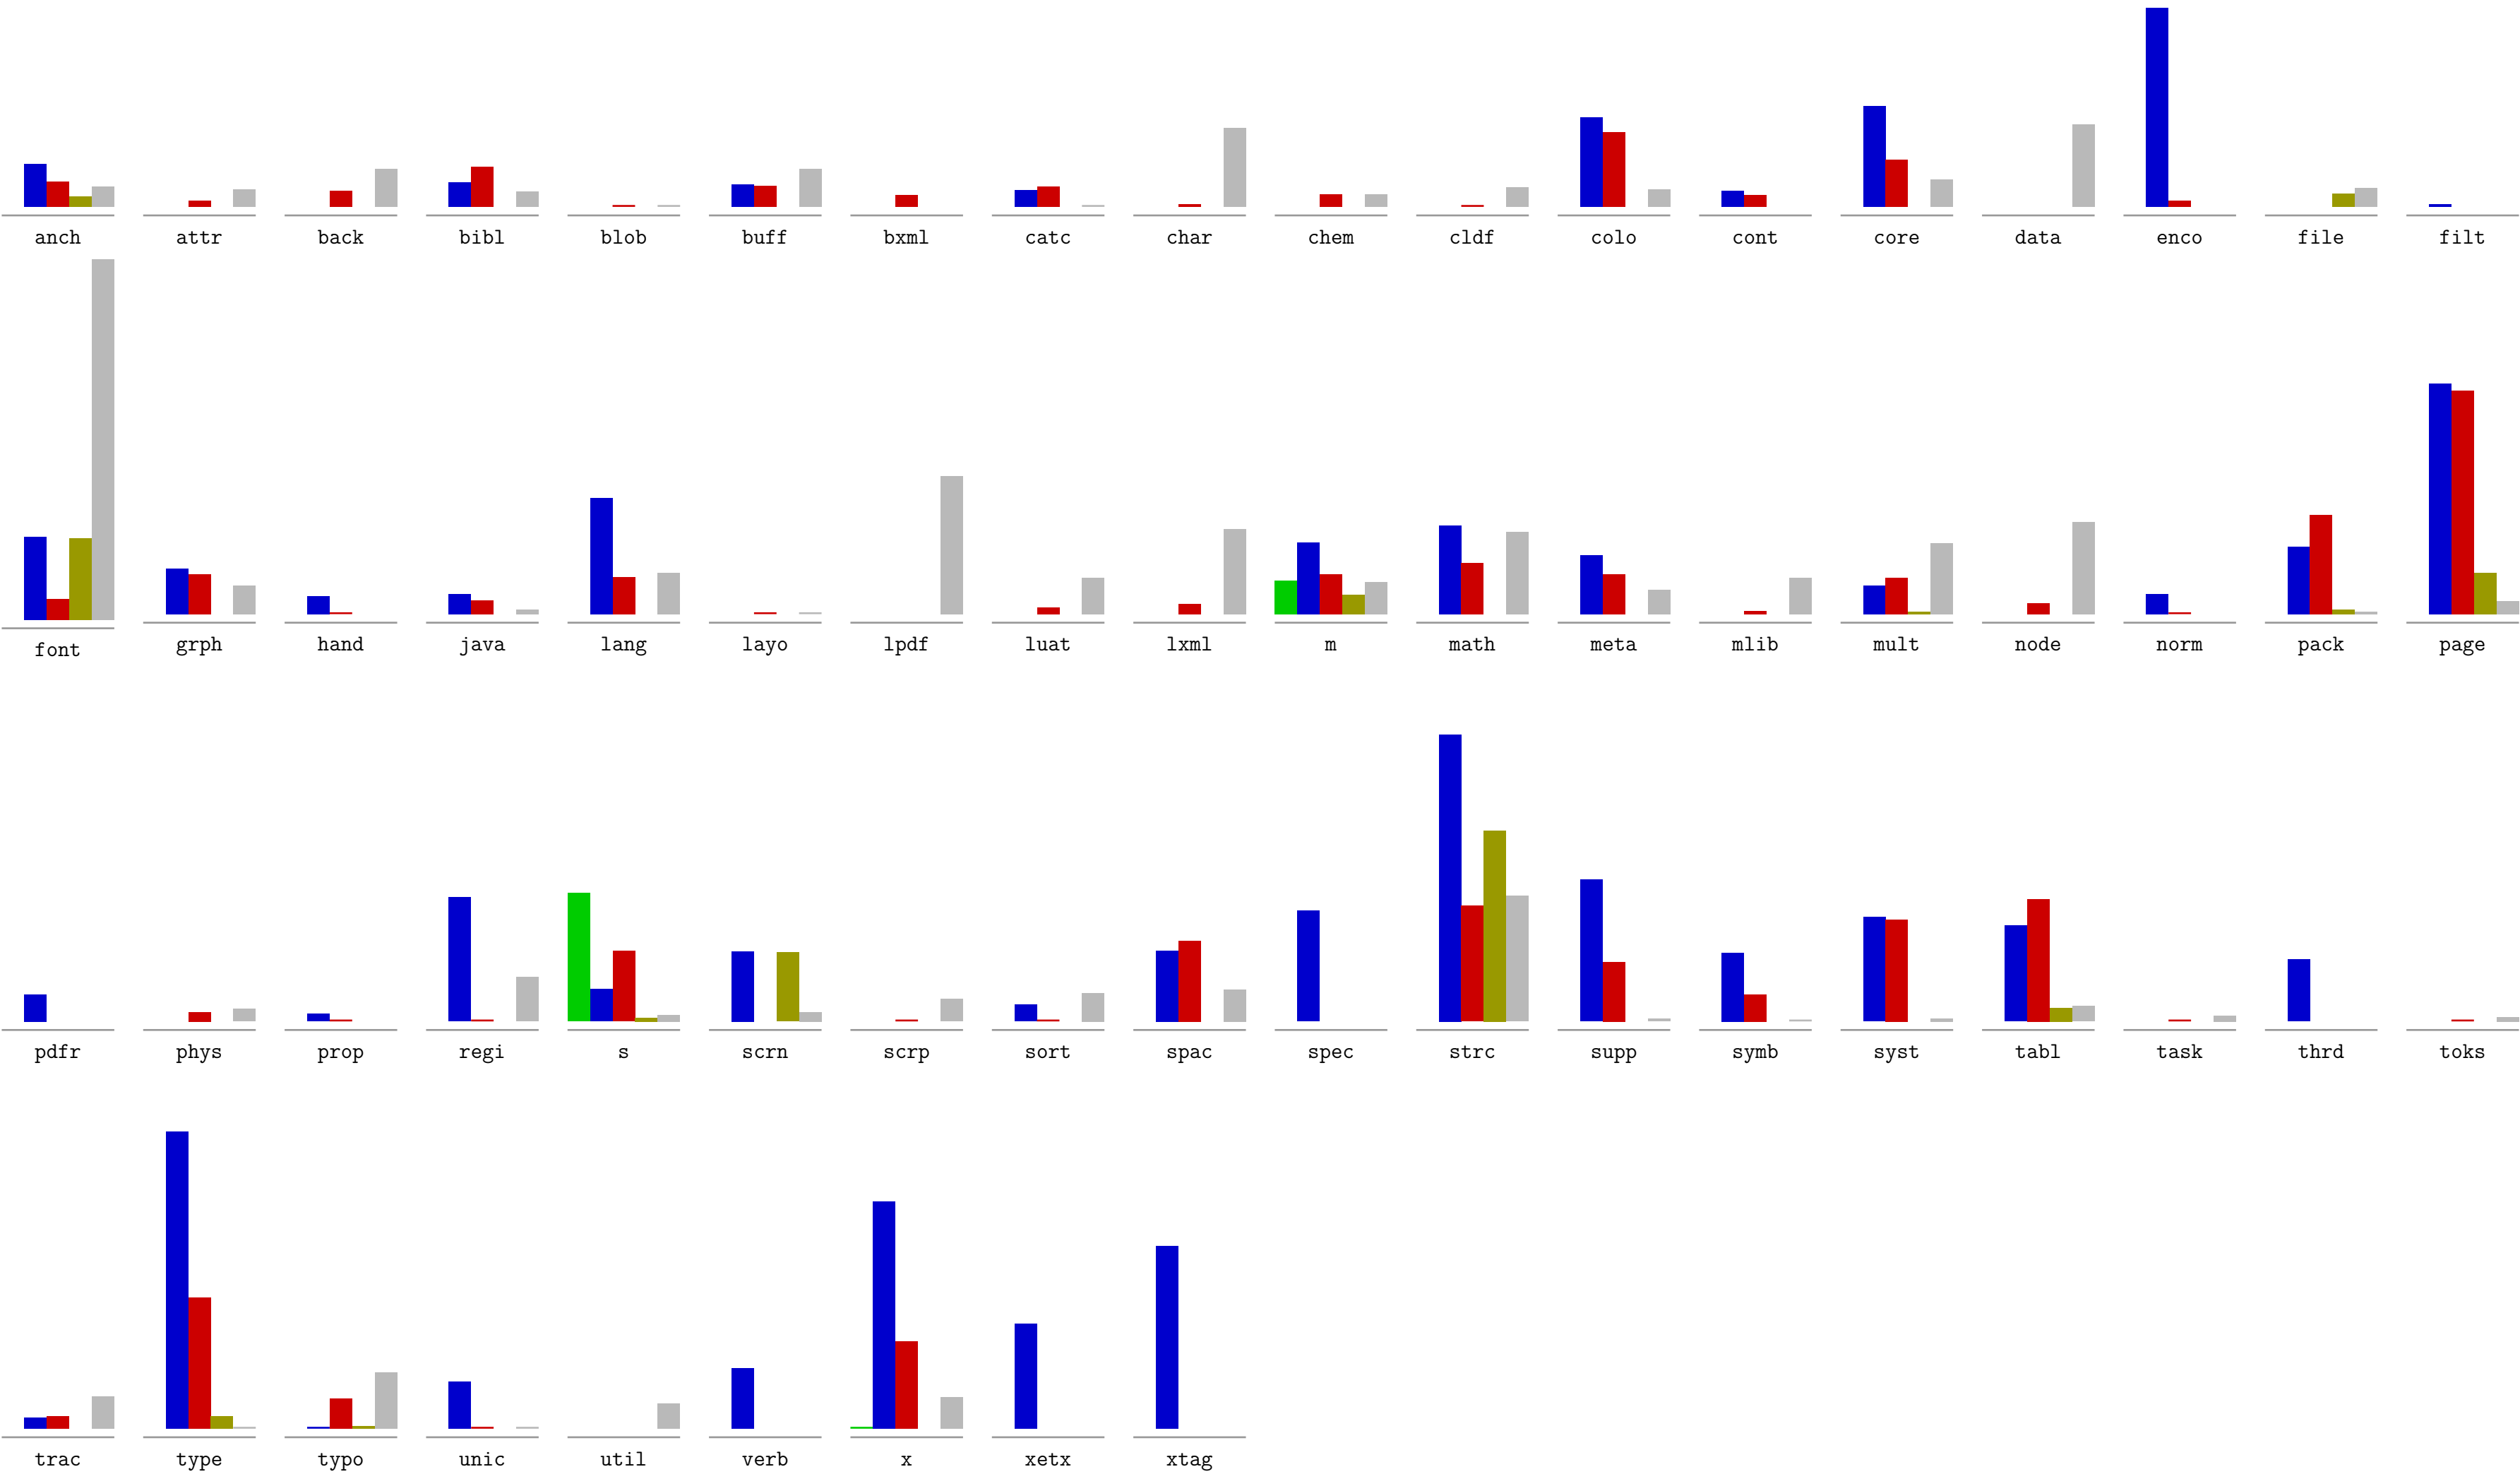 anch attr back bibl blob buff bxml catc char chem cldf colo cont core data enco file filt
font grph hand java lang layo lpdf luat lxml m math meta mlib mult node norm pack page
pdfr phys prop regi s scrn scrp sort spac spec strc supp symb syst tabl task thrd toks
trac type typo unic util verb x xetx xtag